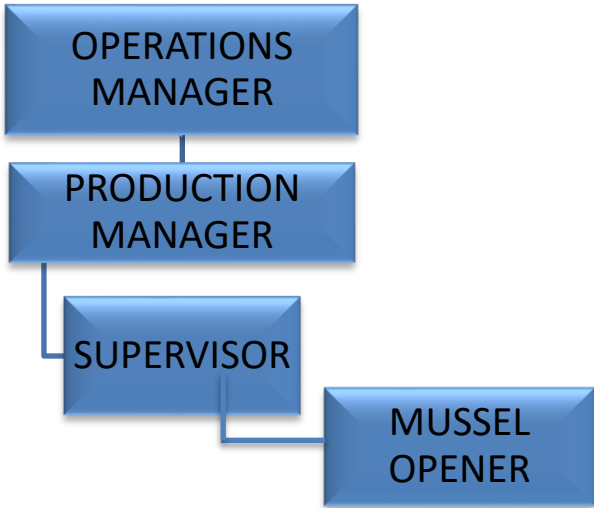 OPERATIONS
MANAGER
PRODUCTION
MANAGER
SUPERVISOR
MUSSEL
OPENER